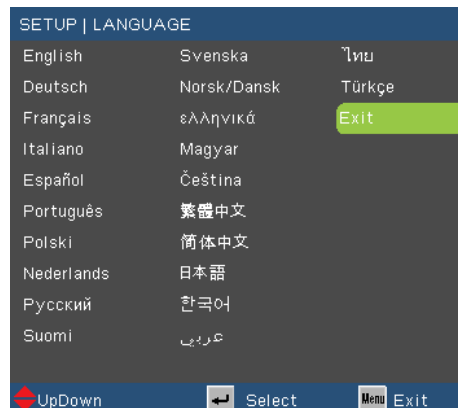 SETUP | LANGUAGE
English Svenska ไทย
Deutsch Norsk/Dansk Türkçe
Français ελληνικά Exit
Italiano Magyar
Español Čeština
Português 繁體中文
Polski 简体中文
Nederlands 日本語
Русский 한국어
Suomi عربي
UpDown Select Menu Exit